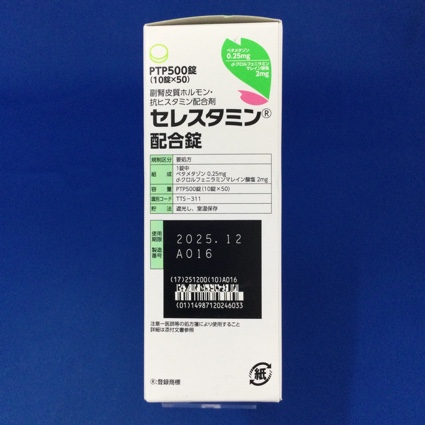 ベタメタゾン
0.25mg
d-クロルフェニラミン
マレイン酸塩
2mg
PTP500錠
(10錠×50)
副腎皮質ホルモン・
抗ヒスタミン配合剤
セレスタミン®
配合錠
規制区分 要処方
組成 1錠中
ベタメタゾン 0.25mg
d-クロルフェニラミンマレイン酸塩 2mg
容量 PTP500錠(10錠×50)
識別コード TTS-311
貯法 遮光し、室温保存
使用期限 2025.12
製造番号 A016
(17)251200(10)A016
(01)14987120246033
注意-医師等の処方箋により使用すること
詳細は添付文書参照
紙
®:登録商標